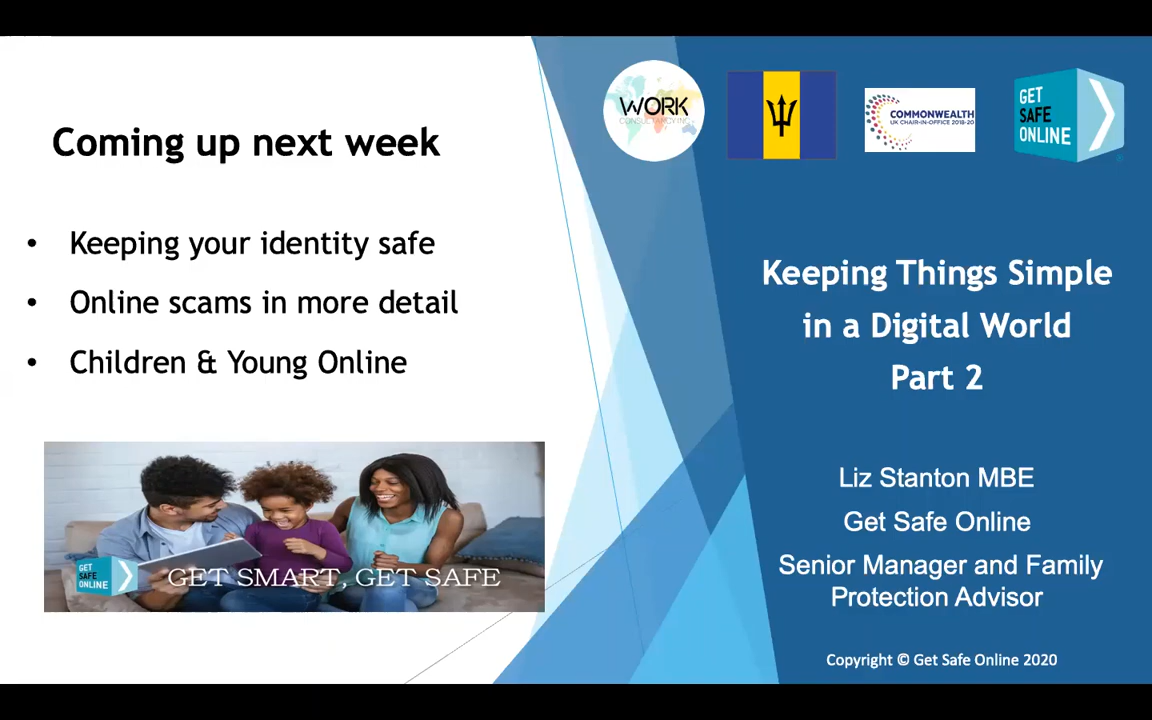 Coming up next week
• Keeping your identity safe
• Online scams in more detail
• Children & Young Online
GET
SAFE
ONLINE
GET SMART, GET SAFE
WORK
CONSULTANCY INC
COMMONWEALTH
UK CHAIR-IN-OFFICE 2018-20
GET
SAFE
ONLINE
Keeping Things Simple
in a Digital World
Part 2
Liz Stanton MBE
Get Safe Online
Senior Manager and Family
Protection Advisor
Copyright © Get Safe Online 2020